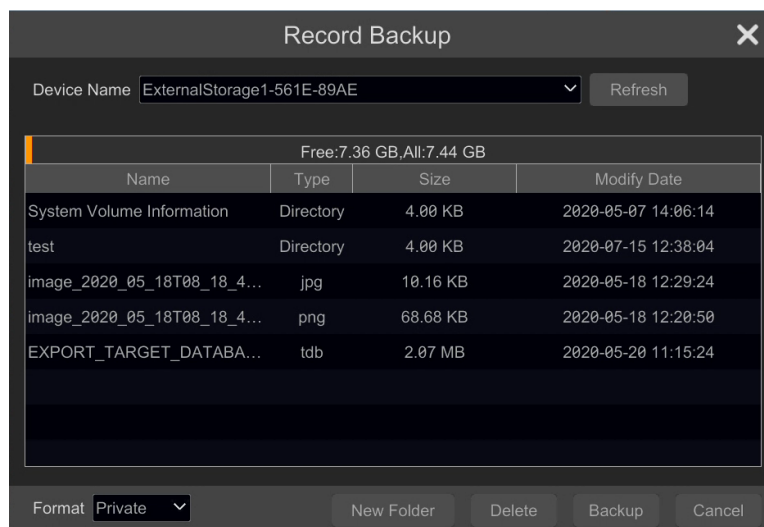 Record Backup
Device Name ExternalStorage1-561E-89AE Refresh
Free:7.36 GB,All:7.44 GB
Name Type Size Modify Date
System Volume Information Directory 4.00 KB 2020-05-07 14:06:14
test Directory 4.00 KB 2020-07-15 12:38:04
image_2020_05_18T08_18_4... jpg 10.16 KB 2020-05-18 12:29:24
image_2020_05_18T08_18_4... png 68.68 KB 2020-05-18 12:20:50
EXPORT_TARGET_DATABA... tdb 2.07 MB 2020-05-20 11:15:24
Format Private New Folder Delete Backup Cancel